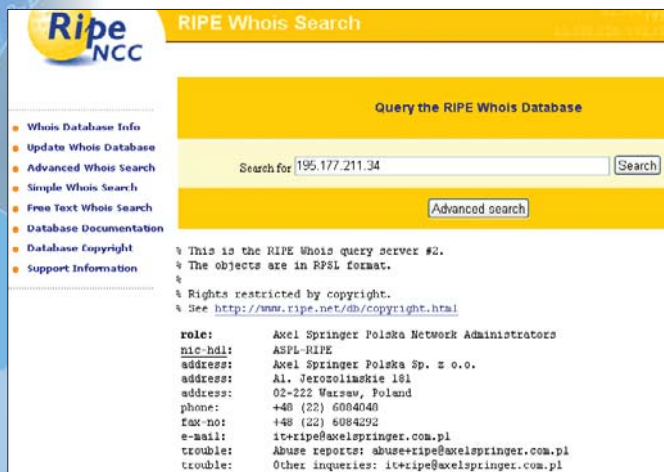 Ripe
NCC
RIPE Whois Search
Query the RIPE Whois Database
Search for 195.177.211.34 Search
Advanced search
Whois Database Info
Update Whois Database
Advanced Whois Search
Simple Whois Search
Free Text Whois Search
Database Documentation
Database Copyright
Support Information
% This is the RIPE Whois query server #2.
% The objects are in RPSL format.
%
% Rights restricted by copyright.
% See http://www.ripe.net/db/copyright.html
role: Axel Springer Polska Network Administrators
nic-hdl: ASPL-RIPE
address: Axel Springer Polska Sp. z o.o.
address: Al. Jerozolimskie 181
address: 02-222 Warsaw, Poland
phone: +48 (22) 6084048
fax-no: +48 (22) 6084292
e-mail: it+ripe@axelspringer.com.pl
trouble: Abuse reports: abuse+ripe@axelspringer.com.pl
trouble: Other inqueries: it+ripe@axelspringer.com.pl